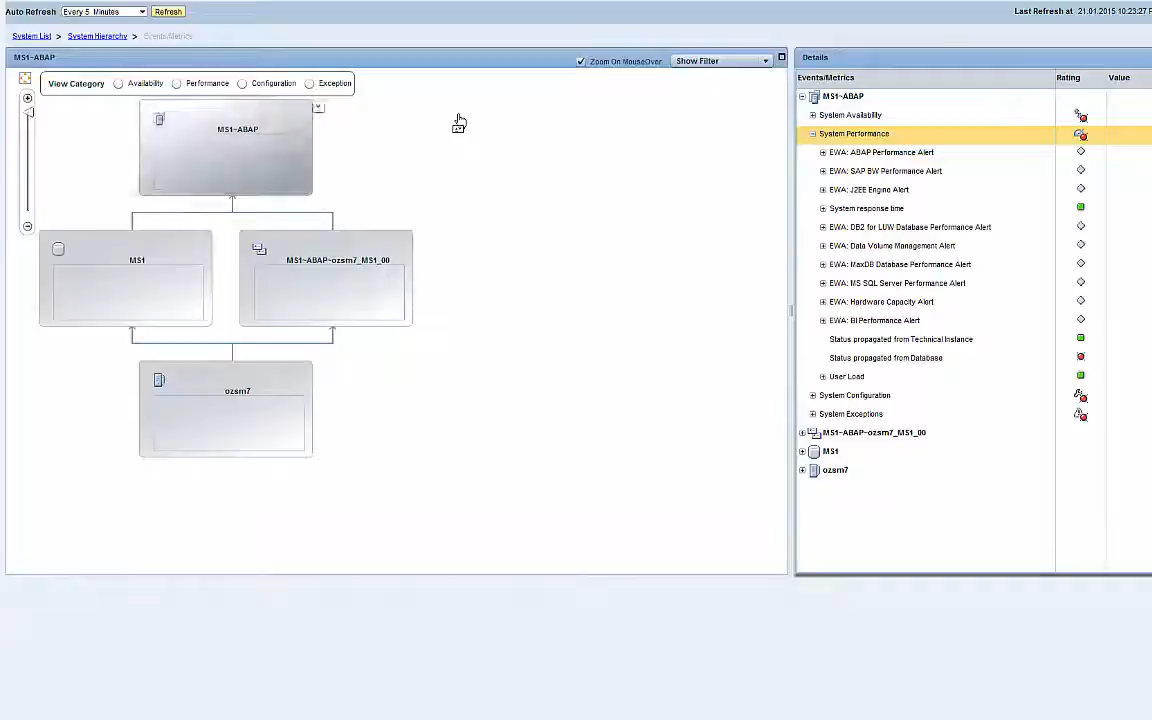 Auto Refresh Every 5 Minutes Refresh Last Refresh at 21.01.2015 10:23:27
System List > System Hierarchy > Events/Metrics
MS1~ABAP
Zoom On MouseOver Show Filter
View Category Availability Performance Configuration Exception
MS1~ABAP
MS1
MS1~ABAP~ozsm7_MS1_00
ozsm7
Details
Events/Metrics Rating Value
MS1~ABAP
System Availability
System Performance
EWA: ABAP Performance Alert
EWA: SAP BW Performance Alert
EWA: J2EE Engine Alert
System response time
EWA: DB2 for LUW Database Performance Alert
EWA: Data Volume Management Alert
EWA: MaxDB Database Performance Alert
EWA: MS SQL Server Performance Alert
EWA: Hardware Capacity Alert
EWA: BI Performance Alert
Status propagated from Technical Instance
Status propagated from Database
User Load
System Configuration
System Exceptions
MS1~ABAP~ozsm7_MS1_00
MS1
ozsm7